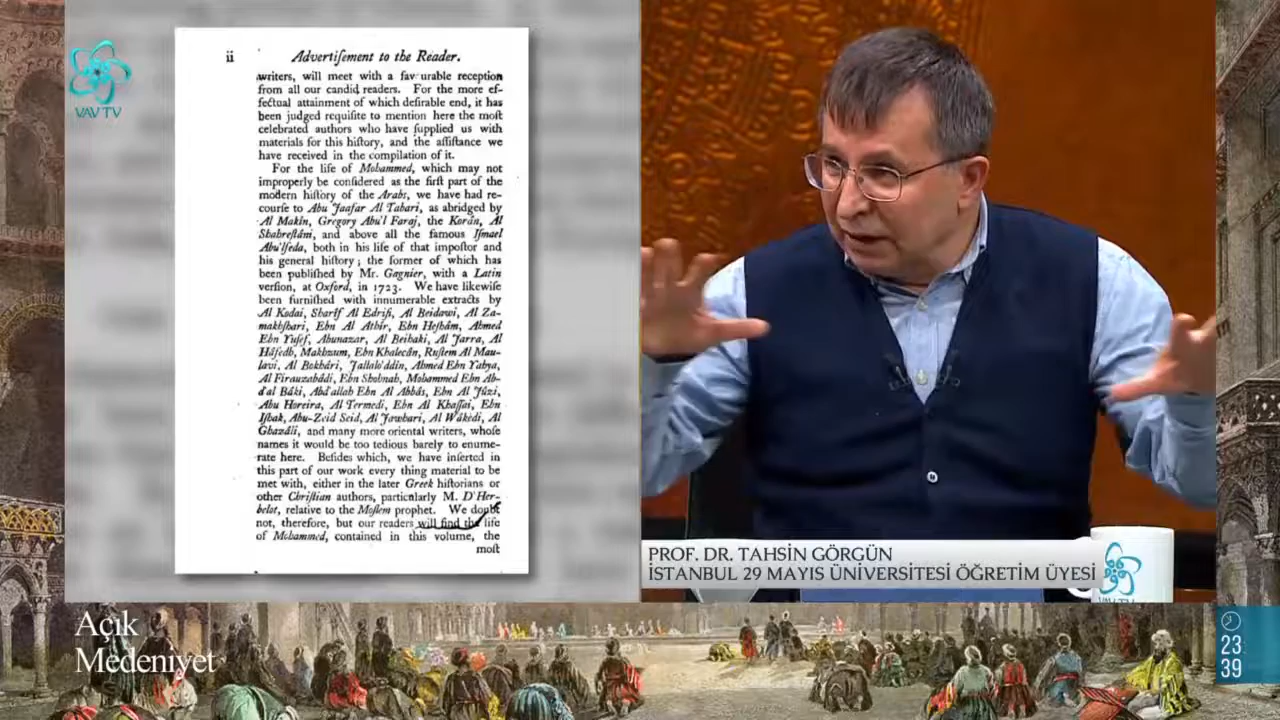 VAV TV
ii Advertiſement to the Reader.
writers, will meet with a fav urable reception
from all our candid readers. For the more ef-
fectual attainment of which deſirable end, it has
been judged requiſite to mention here the moſt
celebrated authors who have ſupplied us with
materials for this hiſtory, and the aſſiſtance we
have received in the compilation of it.
For the life of Mohammed, which may not
improperly be conſidered as the firſt part of the
modern hiſtory of the Arabs, we have had re-
courſe to Abu Jaafar Al Tabari, as abridged by
Al Makin, Gregory Abu'l Faraj, the Korân, Al
Shahreſtâni, and above all the famous Iſmael
Abu'lfeda, both in his life of that impoſtor and
his general hiſtory; the former of which has
been publiſhed by Mr. Gagnier, with a Latin
verſion, at Oxford, in 1723. We have likewiſe
been furniſhed with innumerable extracts by
Al Kodai, Sharîf Al Edriſi, Al Beidawi, Al Za-
makhſhari, Ebn Al Athîr, Ebn Heſhâm, Ahmed
Ebn Yuſef, Abunazar, Al Beihaki, Al Jarra, Al
Hâfedh, Makhzum, Ebn Khalecân, Ruſtem Al Mau-
lavi, Al Bokhâri, Jallalo'ddin, Ahmed Ebn Yahya,
Al Firauzabâdi, Ebn Shohnah, Mohammed Ebn Ab-
d'al Bâki, Abd'allah Ebn Al Abbâs, Ebn Al Jûzi,
Abu Horeira, Al Termedi, Ebn Al Khaſſai, Ebn
Iſhak, Abu-Zeid Seid, Al Jawhari, Al Wâkedi, Al
Ghazâli, and many more oriental writers, whoſe
names it would be too tedious barely to enume-
rate here. Beſides which, we have inſerted in
this part of our work every thing material to be
met with, either in the later Greek hiſtorians or
other Chriſtian authors, particularly M. D'Her-
belot, relative to the Moſlem prophet. We doubt
not, therefore, but our readers will find the life
of Mohammed, contained in this volume, the
moſt
PROF. DR. TAHSİN GÖRGÜN
İSTANBUL 29 MAYIS ÜNİVERSİTESİ ÖĞRETİM ÜYESİ
VAV TV
Açık
Medeniyet
23
39